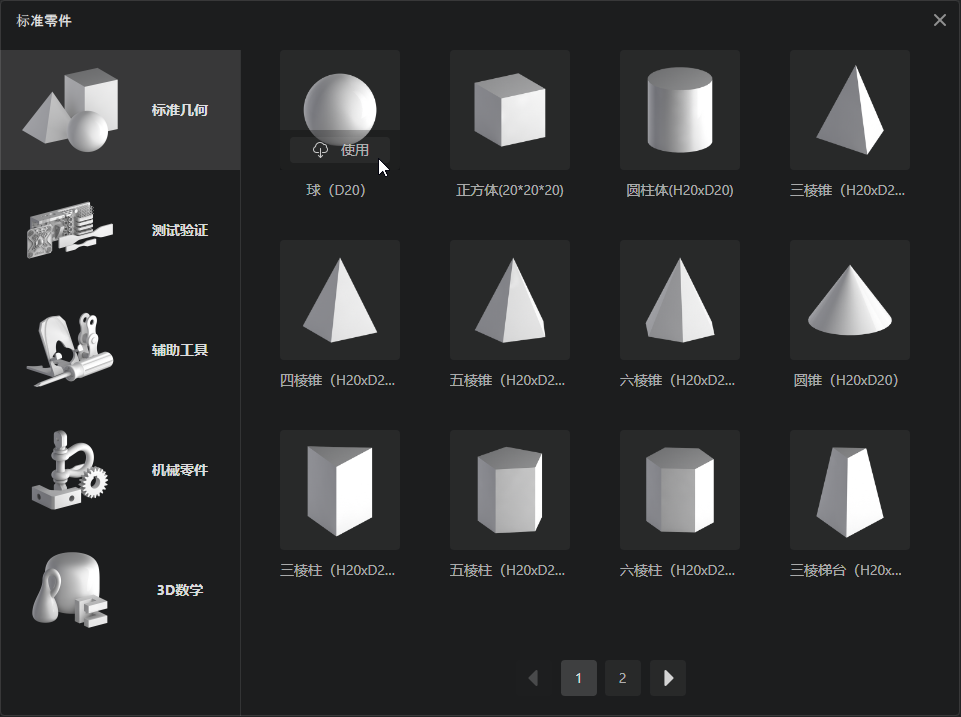 标准零件
标准几何
测试验证
辅助工具
机械零件
3D数学
使用
球（D20）
正方体(20*20*20)
圆柱体(H20xD20)
三棱锥（H20xD2...
四棱锥（H20xD2...
五棱锥（H20xD2...
六棱锥（H20xD2...
圆锥（H20xD20）
三棱柱（H20xD2...
五棱柱（H20xD2...
六棱柱（H20xD2...
三棱梯台（H20x...
1
2